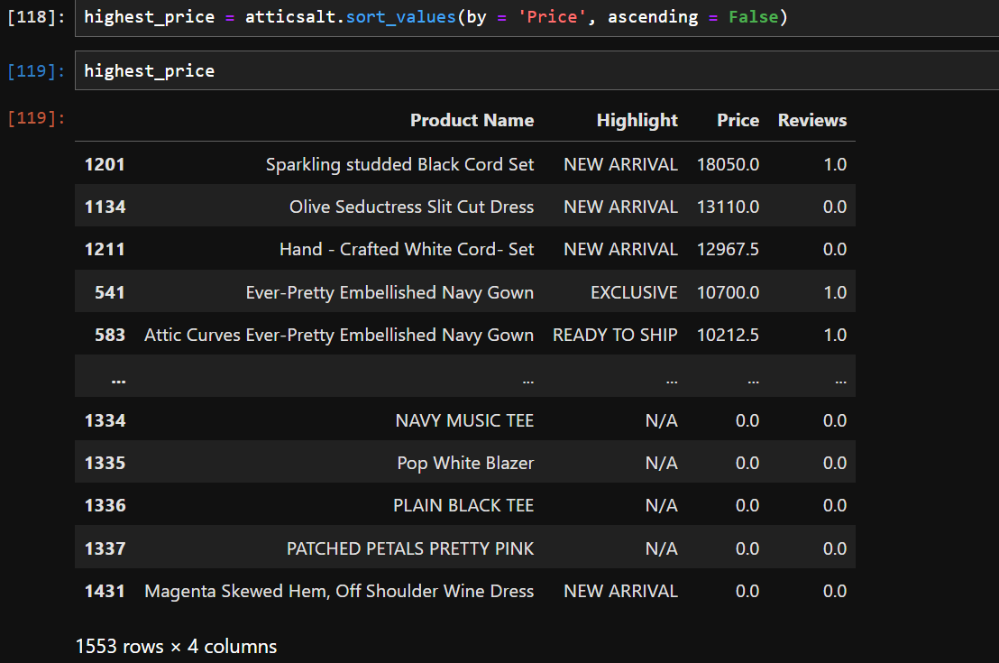 [118]: highest_price = atticsalt.sort_values(by = 'Price', ascending = False)
[119]: highest_price
[119]:
Product Name Highlight Price Reviews
1201 Sparkling studded Black Cord Set NEW ARRIVAL 18050.0 1.0
1134 Olive Seductress Slit Cut Dress NEW ARRIVAL 13110.0 0.0
1211 Hand - Crafted White Cord- Set NEW ARRIVAL 12967.5 0.0
541 Ever-Pretty Embellished Navy Gown EXCLUSIVE 10700.0 1.0
583 Attic Curves Ever-Pretty Embellished Navy Gown READY TO SHIP 10212.5 1.0
... ... ... ... ...
1334 NAVY MUSIC TEE N/A 0.0 0.0
1335 Pop White Blazer N/A 0.0 0.0
1336 PLAIN BLACK TEE N/A 0.0 0.0
1337 PATCHED PETALS PRETTY PINK N/A 0.0 0.0
1431 Magenta Skewed Hem, Off Shoulder Wine Dress NEW ARRIVAL 0.0 0.0
1553 rows × 4 columns